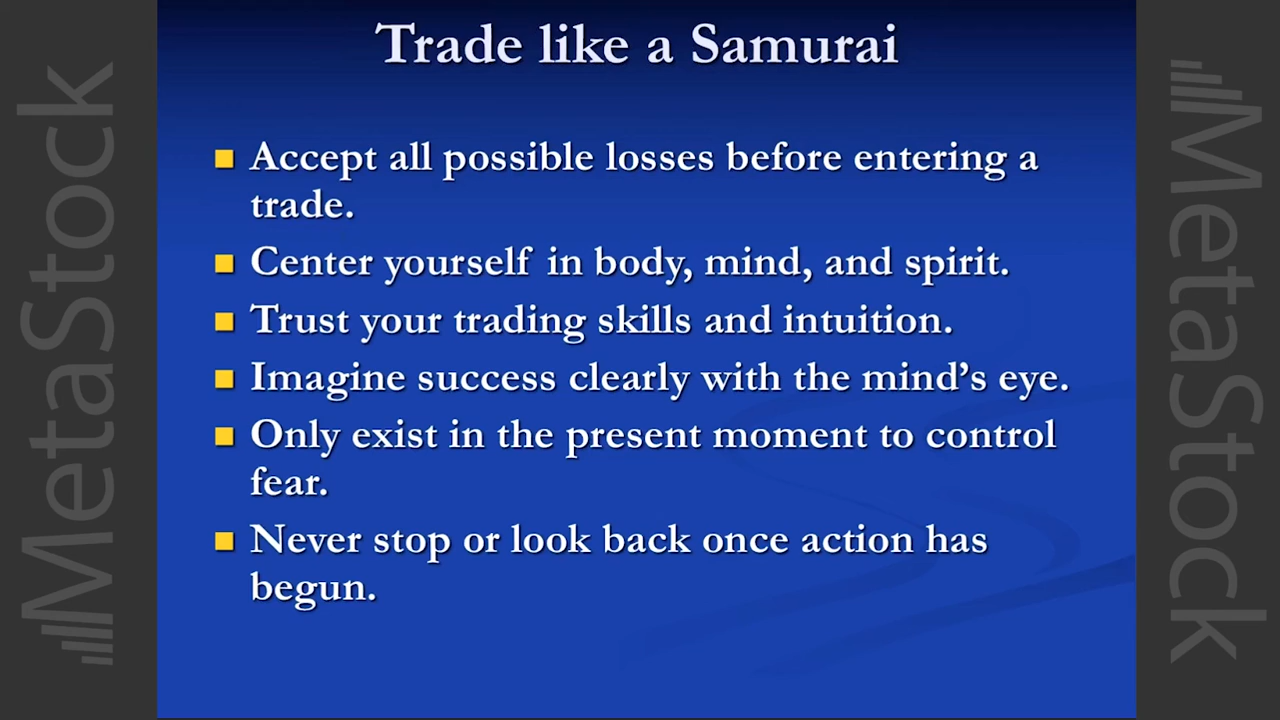 Trade like a Samurai
Accept all possible losses before entering a
trade.
Center yourself in body, mind, and spirit.
Trust your trading skills and intuition.
Imagine success clearly with the mind’s eye.
Only exist in the present moment to control
fear.
Never stop or look back once action has
begun.
MetaStock
MetaStock